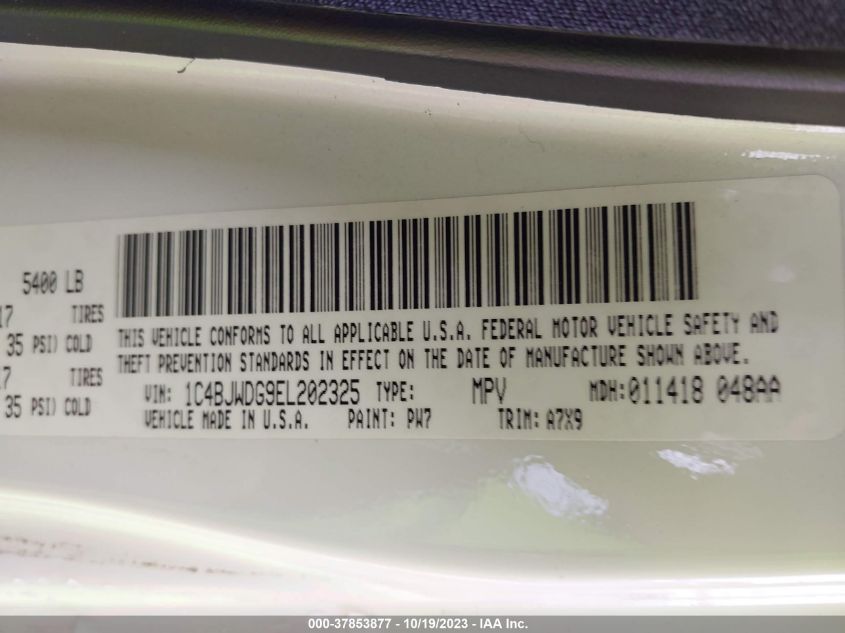 5400 LB
17 TIRES
35 PSI) COLD
17 TIRES
35 PSI) COLD
THIS VEHICLE CONFORMS TO ALL APPLICABLE U.S.A. FEDERAL MOTOR VEHICLE SAFETY AND
THEFT PREVENTION STANDARDS IN EFFECT ON THE DATE OF MANUFACTURE SHOWN ABOVE.
VIN: 1C4BJWDG9EL202325 TYPE: MPV MDH:011418 048AA
VEHICLE MADE IN U.S.A. PAINT: PW7 TRIM: A7X9
000-37853877 - 10/19/2023 - IAA Inc.